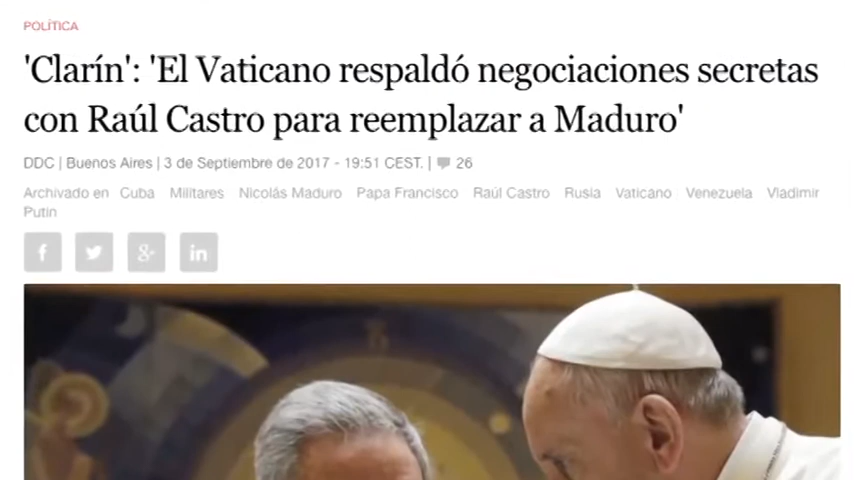 POLÍTICA
'Clarín': 'El Vaticano respaldó negociaciones secretas
con Raúl Castro para reemplazar a Maduro'
DDC | Buenos Aires | 3 de Septiembre de 2017 - 19:51 CEST. | 26
Archivado en Cuba Militares Nicolás Maduro Papa Francisco Raúl Castro Rusia Vaticano Venezuela Vladimir
Putin
f g+ in